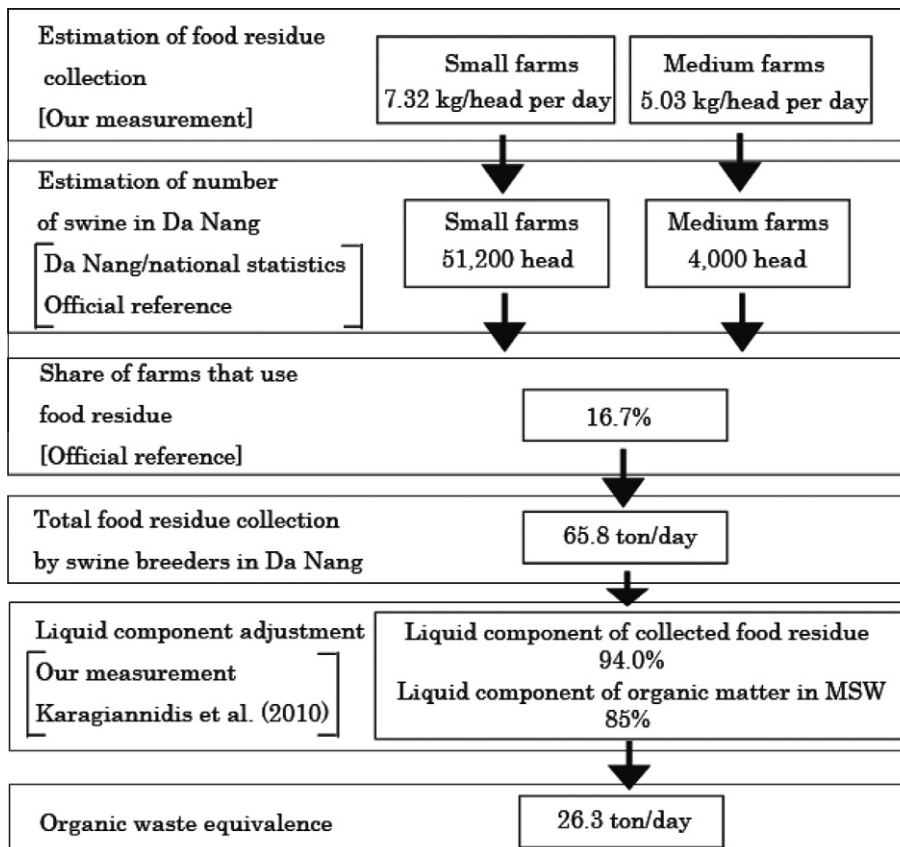 Estimation of food residue
collection
[Our measurement]
Small farms
7.32 kg/head per day
Medium farms
5.03 kg/head per day
Estimation of number
of swine in Da Nang
Da Nang/national statistics
Official reference
Small farms
51,200 head
Medium farms
4,000 head
Share of farms that use
food residue
[Official reference]
16.7%
Total food residue collection
by swine breeders in Da Nang
65.8 ton/day
Liquid component adjustment
Our measurement
Karagiannidis et al. (2010)
Liquid component of collected food residue
94.0%
Liquid component of organic matter in MSW
85%
Organic waste equivalence
26.3 ton/day